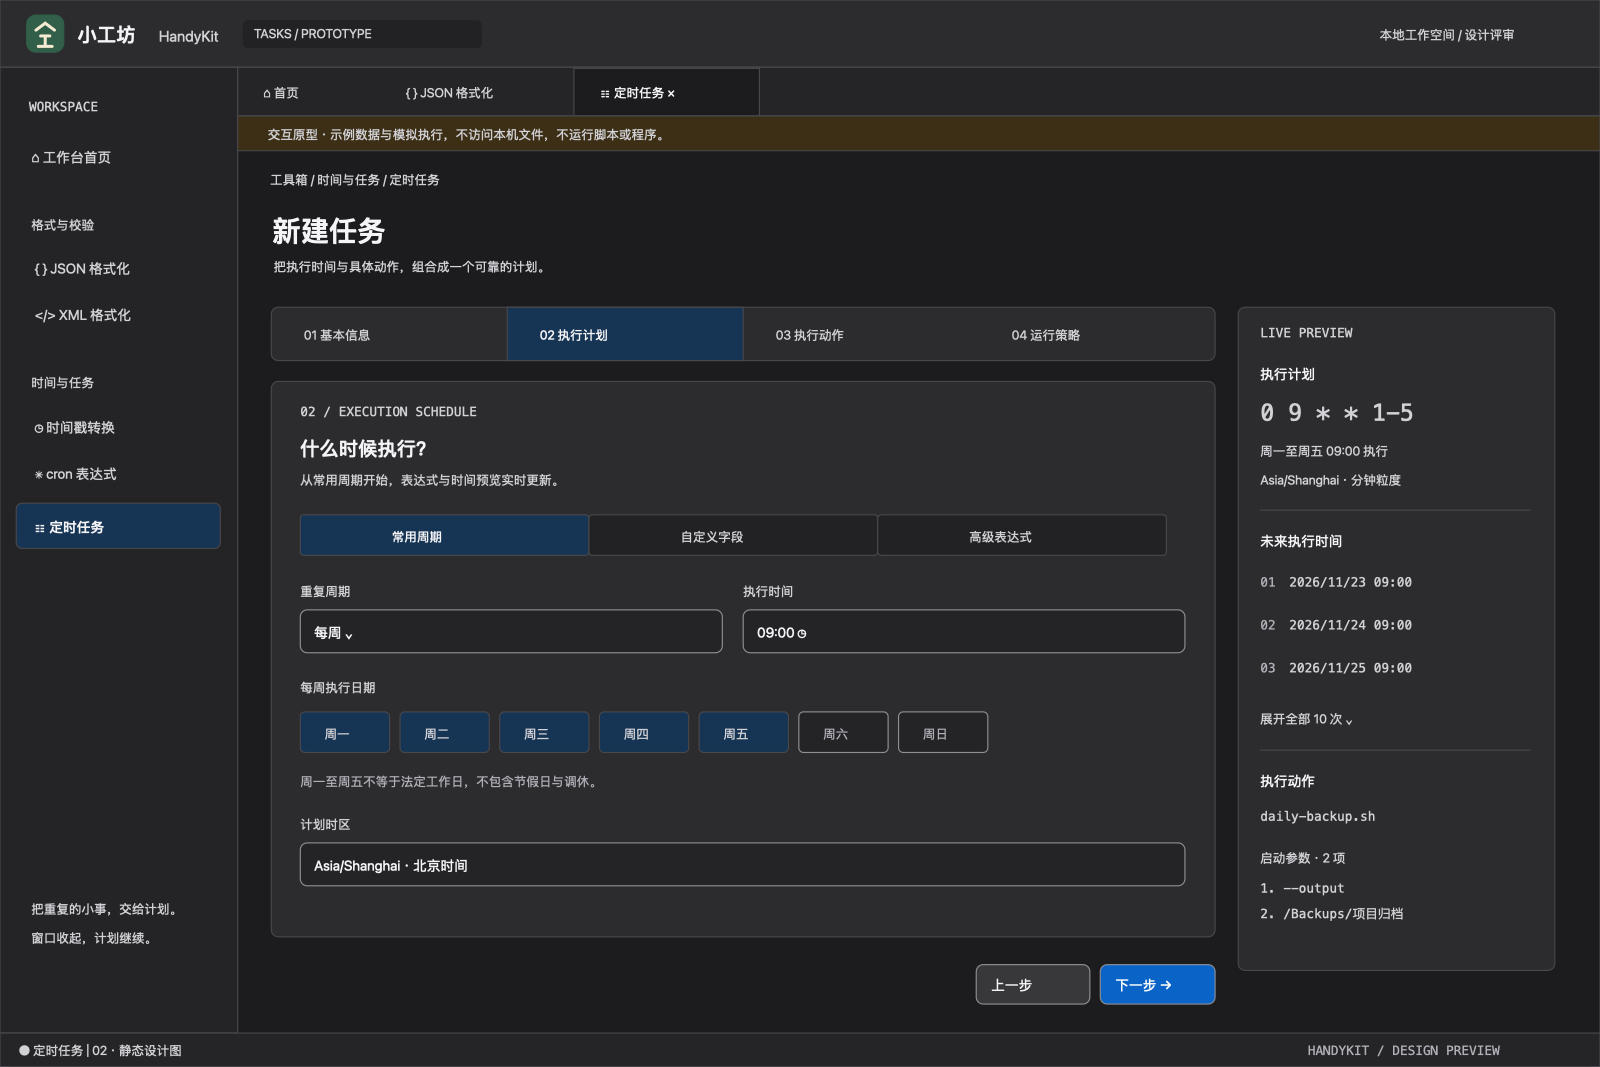 小工坊 HandyKit TASKS / PROTOTYPE 本地工作空间 / 设计评审
WORKSPACE
⌂ 工作台首页
格式与校验
{ } JSON 格式化
</> XML 格式化
时间与任务
◷ 时间戳转换
✳ cron 表达式
☷ 定时任务
把重复的小事，交给计划。
窗口收起，计划继续。
⌂ 首页 { } JSON 格式化 ☷ 定时任务 ×
交互原型 · 示例数据与模拟执行，不访问本机文件，不运行脚本或程序。
工具箱 / 时间与任务 / 定时任务
新建任务
把执行时间与具体动作，组合成一个可靠的计划。
01 基本信息 02 执行计划 03 执行动作 04 运行策略
02 / EXECUTION SCHEDULE
什么时候执行?
从常用周期开始，表达式与时间预览实时更新。
常用周期 自定义字段 高级表达式
重复周期 执行时间
每周 ⌄ 09:00 ◷
每周执行日期
周一 周二 周三 周四 周五 周六 周日
周一至周五不等于法定工作日，不包含节假日与调休。
计划时区
Asia/Shanghai · 北京时间
上一步 下一步 →
LIVE PREVIEW
执行计划
0 9 * * 1–5
周一至周五 09:00 执行
Asia/Shanghai · 分钟粒度
未来执行时间
01 2026/11/23 09:00
02 2026/11/24 09:00
03 2026/11/25 09:00
展开全部 10 次 ⌄
执行动作
daily-backup.sh
启动参数 · 2 项
1. --output
2. /Backups/项目归档
● 定时任务 | 02 · 静态设计图 HANDYKIT / DESIGN PREVIEW